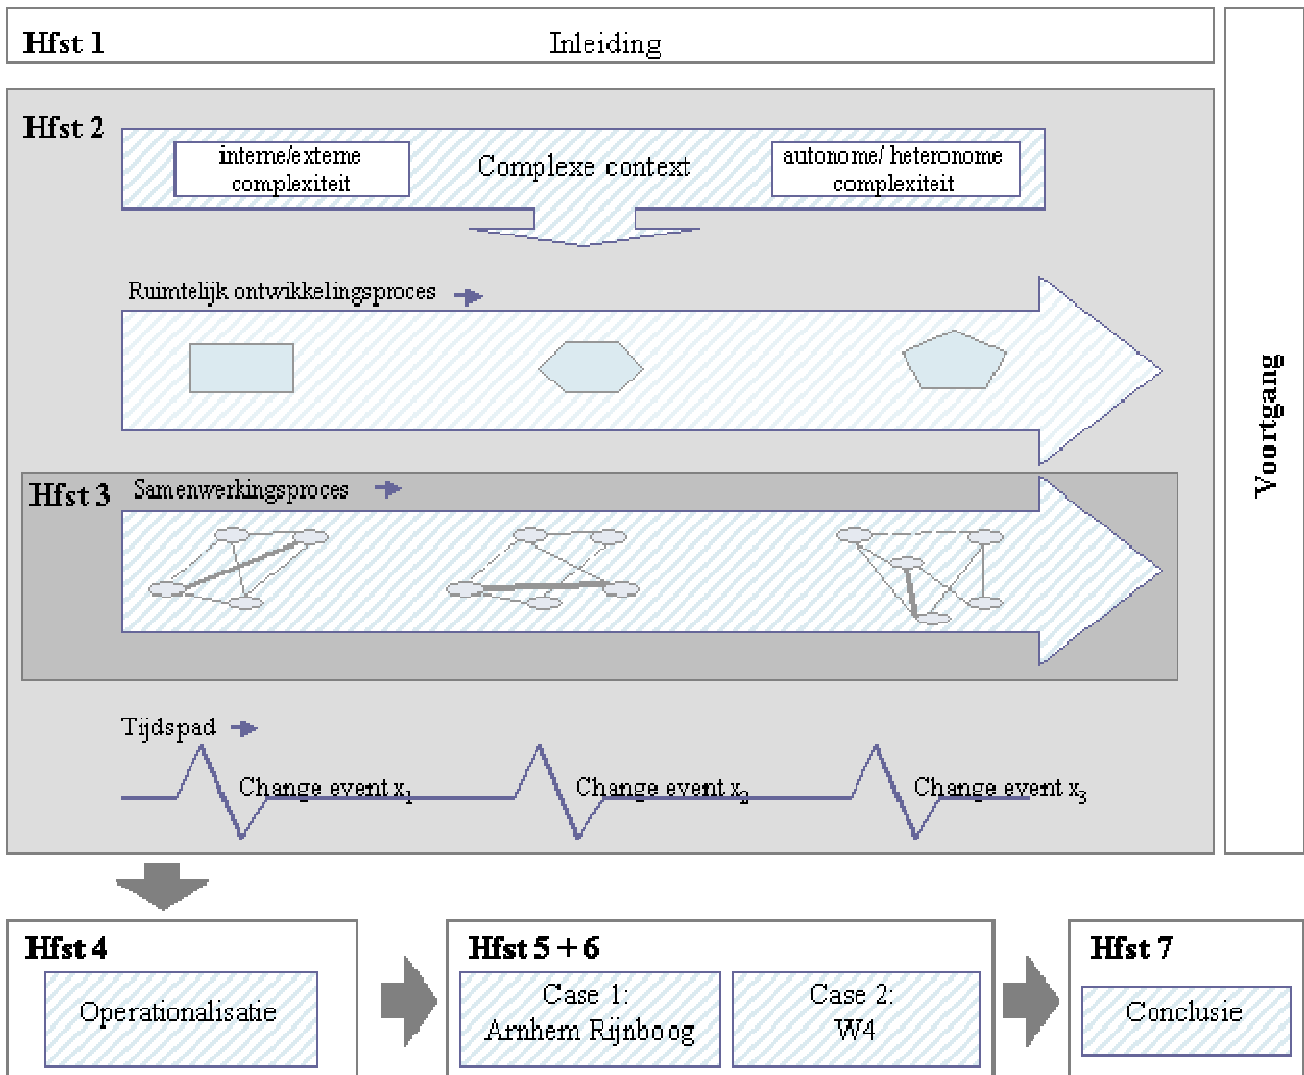 Hfst 1
Inleiding
Hfst 2
interne/externe
complexiteit
Complexe context
autonome/ heteronome
complexiteit
Ruimtelijk ontwikkelingsproces
Voortgang
Hfst 3
Samenwerkingsproces
Tijdspad
Change event x1
Change event x2
Change event x3
Hfst 4
Operationalisatie
Hfst 5 + 6
Case 1:
Arnhem Rijnboog
Case 2:
W4
Hfst 7
Conclusie